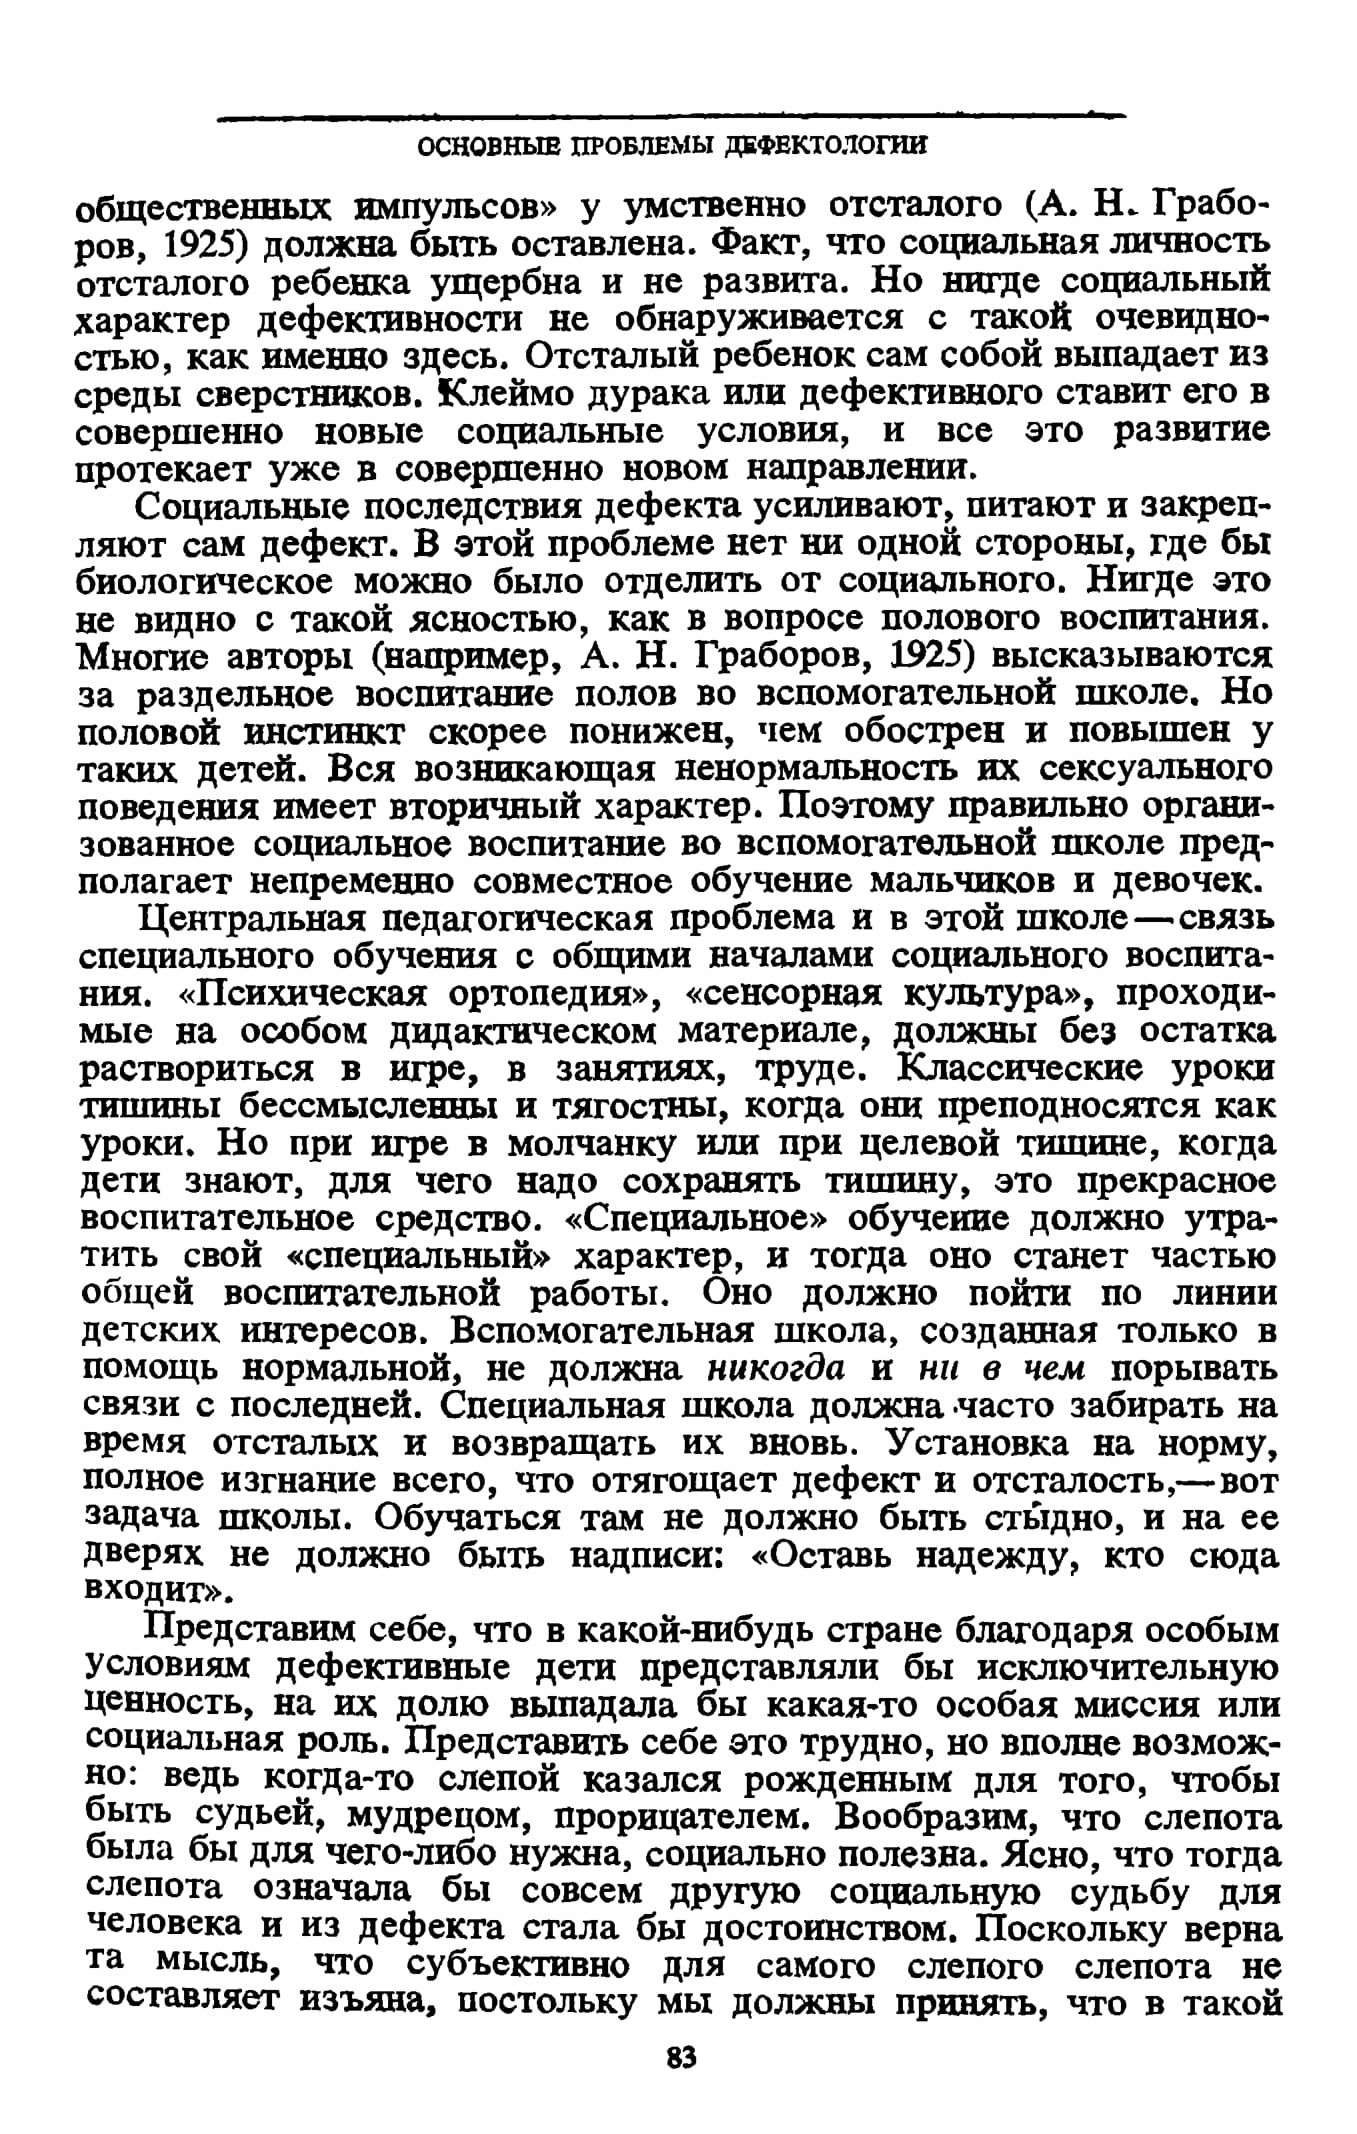 ОСНОВНЫЕ ПРОБЛЕМЫ ДЕФЕКТОЛОГИИ
общественных импульсов» у умственно отсталого (А. Н. Грабо-
ров, 1925) должна быть оставлена. Факт, что социальная личность
отсталого ребенка ущербна и не развита. Но нигде социальный
характер дефективности не обнаруживается с такой очевидно-
стью, как именно здесь. Отсталый ребенок сам собой выпадает из
среды сверстников. Клеймо дурака или дефективного ставит его в
совершенно новые социальные условия, и все это развитие
протекает уже в совершенно новом направлении.
Социальные последствия дефекта усиливают, питают и закреп-
ляют сам дефект. В этой проблеме нет ни одной стороны, где бы
биологическое можно было отделить от социального. Нигде это
не видно с такой ясностью, как в вопросе полового воспитания.
Многие авторы (например, А. Н. Граборов, 1925) высказываются
за раздельное воспитание полов во вспомогательной школе. Но
половой инстинкт скорее понижен, чем обострен и повышен у
таких детей. Вся возникающая ненормальность их сексуального
поведения имеет вторичный характер. Поэтому правильно органи-
зованное социальное воспитание во вспомогательной школе пред-
полагает непременно совместное обучение мальчиков и девочек.
Центральная педагогическая проблема и в этой школе—связь
специального обучения с общими началами социального воспита-
ния. «Психическая ортопедия», «сенсорная культура», проходи-
мые на особом дидактическом материале, должны без остатка
раствориться в игре, в занятиях, труде. Классические уроки
тишины бессмысленны и тягостны, когда они преподносятся как
уроки. Но при игре в молчанку или при целевой тишине, когда
дети знают, для чего надо сохранять тишину, это прекрасное
воспитательное средство. «Специальное» обучение должно утра-
тить свой «специальный» характер, и тогда оно станет частью
общей воспитательной работы. Оно должно пойти по линии
детских интересов. Вспомогательная школа, созданная только в
помощь нормальной, не должна никогда и ни в чем порывать
связи с последней. Специальная школа должна часто забирать на
время отсталых и возвращать их вновь. Установка на норму,
полное изгнание всего, что отягощает дефект и отсталость,—вот
задача школы. Обучаться там не должно быть стыдно, и на ее
дверях не должно быть надписи: «Оставь надежду, кто сюда
входит».
Представим себе, что в какой-нибудь стране благодаря особым
условиям дефективные дети представляли бы исключительную
ценность, на их долю выпадала бы какая-то особая миссия или
социальная роль. Представить себе это трудно, но вполне возмож-
но: ведь когда-то слепой казался рожденным для того, чтобы
быть судьей, мудрецом, прорицателем. Вообразим, что слепота
была бы для чего-либо нужна, социально полезна. Ясно, что тогда
слепота означала бы совсем другую социальную судьбу для
человека и из дефекта стала бы достоинством. Поскольку верна
та мысль, что субъективно для самого слепого слепота не
составляет изъяна, постольку мы должны принять, что в такой
83